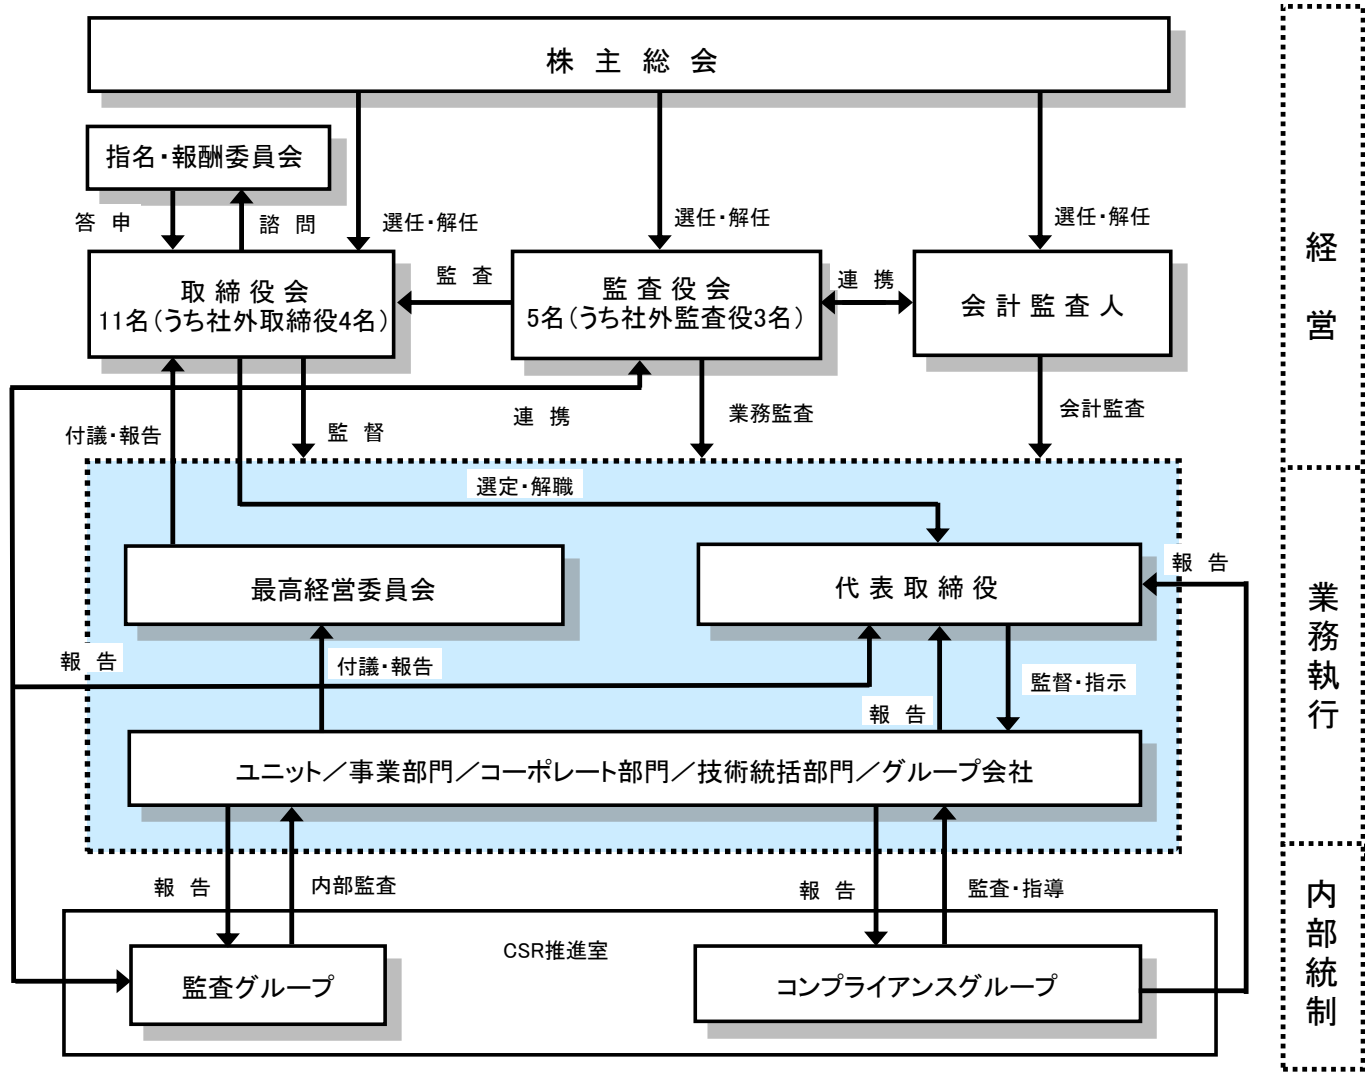 株 主 総 会
指名・報酬委員会
答 申
諮 問
選任・解任
選任・解任
選任・解任
取 締 役 会
11名(うち社外取締役4名)
監 査
監 査 役 会
5名(うち社外監査役3名)
連 携
会 計 監 査 人
付議・報告
監 督
連 携
業務監査
会計監査
選定・解職
最高経営委員会
代 表 取 締 役
報 告
報 告
付議・報告
報 告
監督・指示
ユニット／事業部門／コーポレート部門／技術統括部門／グループ会社
報 告
内部監査
報 告
監査・指導
CSR推進室
監査グループ
コンプライアンスグループ
経 営
業務執行
内部統制